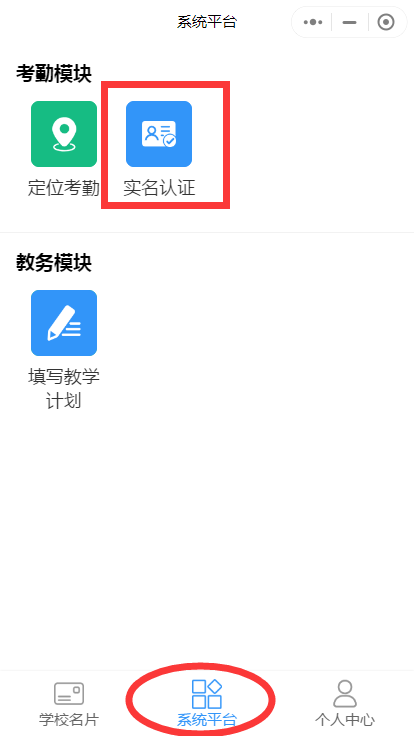 系统平台
考勤模块
定位考勤 实名认证
教务模块
填写教学
计划
学校名片 系统平台 个人中心